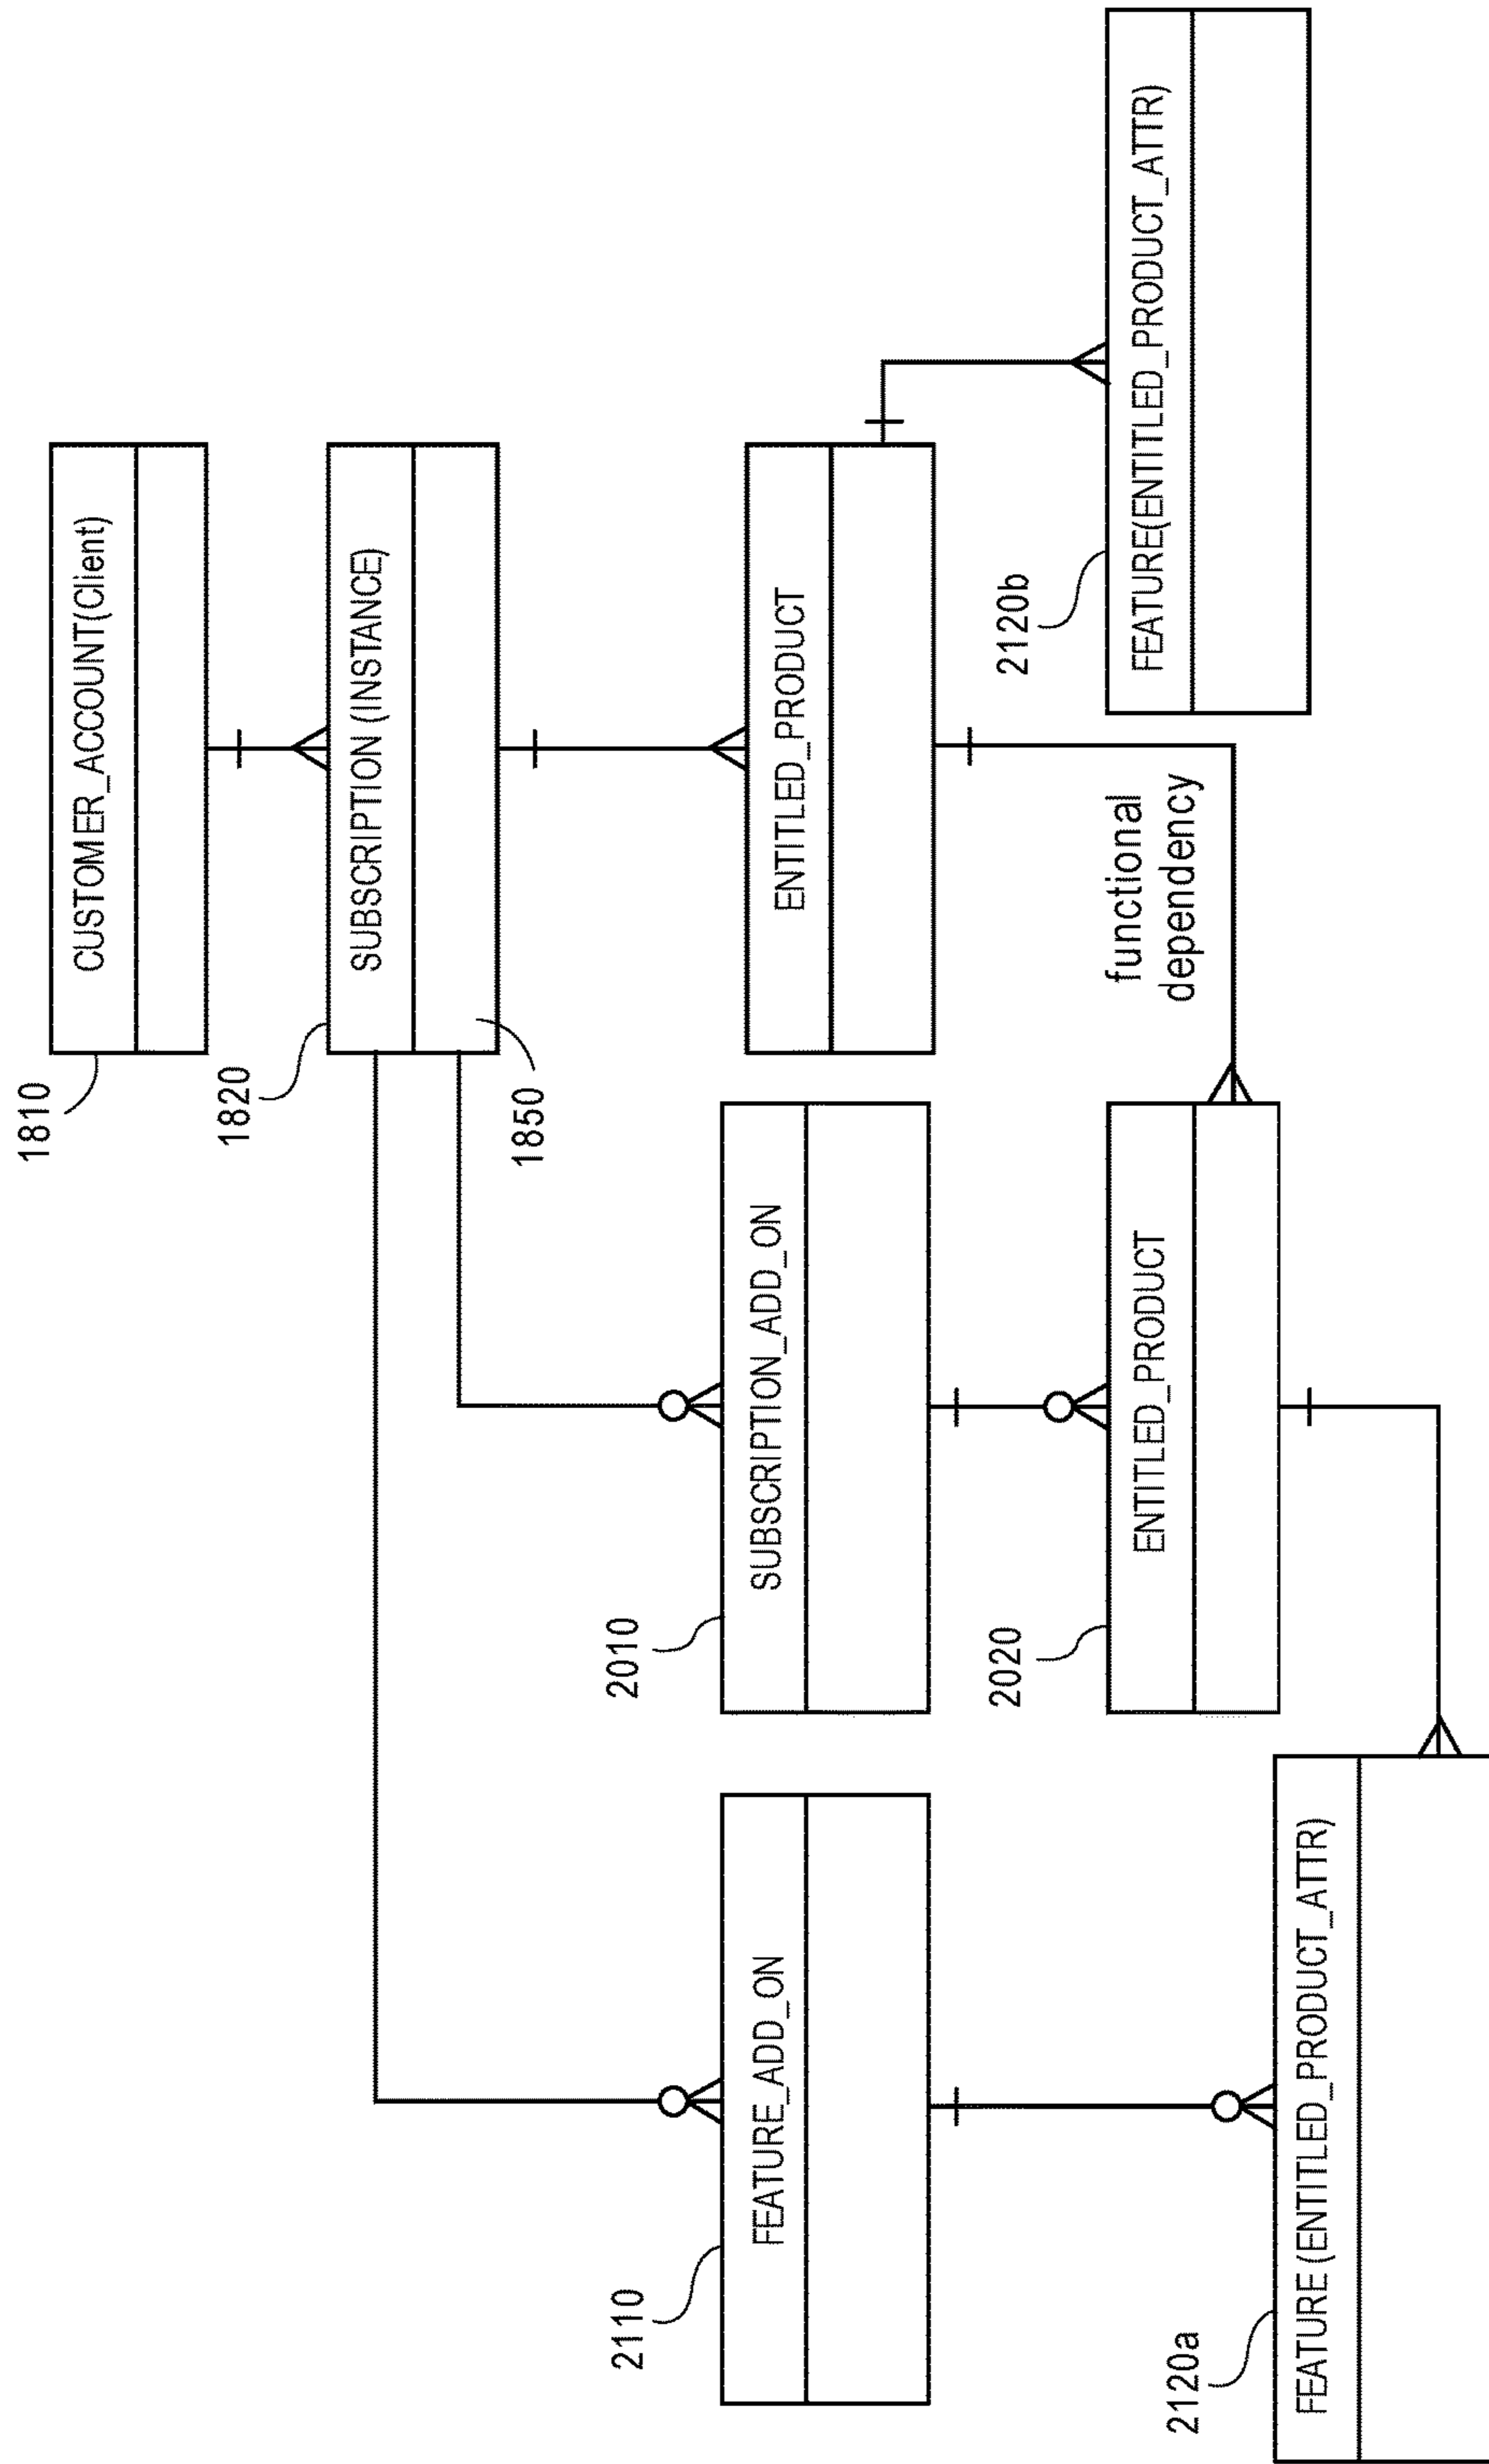 1810
CUSTOMER_ACCOUNT(Client)
1820
SUBSCRIPTION (INSTANCE)
1850
2110
FEATURE_ADD_ON
2010
SUBSCRIPTION_ADD_ON
ENTITLED_PRODUCT
2020
ENTITLED_PRODUCT
functional
dependency
2120b
FEATURE(ENTITLED_PRODUCT_ATTR)
2120a
FEATURE (ENTITLED_PRODUCT_ATTR)